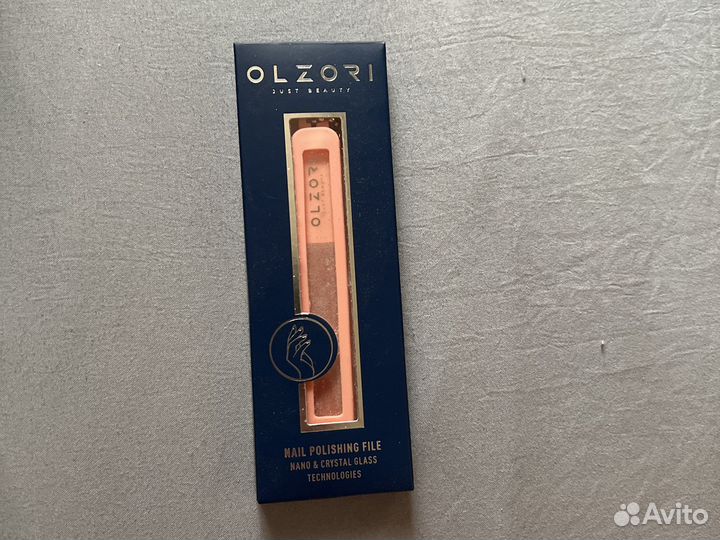 OLZORI
JUST BEAUTY
OLZORI
NAIL POLISHING FILE
NANO & CRYSTAL GLASS
TECHNOLOGIES
Avito